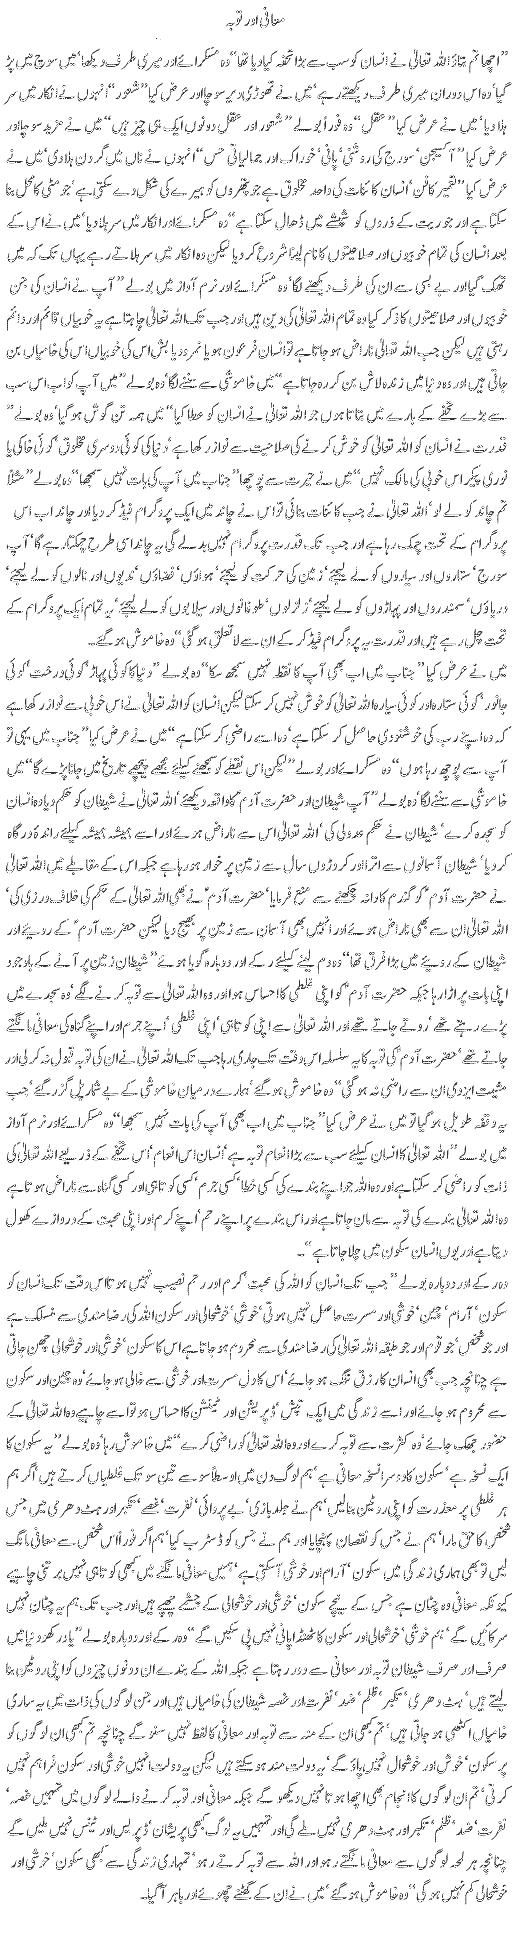 معافی اور توبہ
”اچھا تم بتاؤ اللہ تعالیٰ نے انسان کو سب سے بڑا تحفہ کیا دیا تھا“ وہ مسکرائے اور میری طرف دیکھا‘ میں سوچ میں پڑ
گیا‘ وہ اس دوران میری طرف دیکھتے رہے‘ میں نے تھوڑی دیر سوچا اور عرض کیا ”شعور“ انہوں نے انکار میں سر
ہلا دیا‘ میں نے عرض کیا ”عقل“ وہ فوراً بولے ”شعور اور عقل دونوں ایک ہی چیز ہیں“ میں نے مزید سوچا اور
عرض کیا ”آکسیجن‘ سورج کی روشنی‘ پانی‘ خوراک اور جمالیاتی حس“ انہوں نے ناں میں گردن ہلا دی‘ میں نے
عرض کیا ”تعمیر کا فن‘ انسان کائنات کی واحد مخلوق ہے جو پتھروں کو ہیرے کی شکل دے سکتی ہے‘ جو مٹی کا محل بنا
سکتا ہے اور جو ریت کے ذروں کو شیشے میں ڈھال سکتا ہے“ وہ مسکرائے اور انکار میں سر ہلا دیا‘ میں نے اس کے
بعد انسان کی تمام خوبیوں اور صلاحیتوں کا نام لینا شروع کر دیا لیکن وہ انکار میں سر ہلاتے رہے یہاں تک کہ میں
تھک گیا اور بے بسی سے ان کی طرف دیکھنے لگا‘ وہ مسکرائے اور نرم آواز میں بولے ”آپ نے انسان کی جن
خوبیوں اور صلاحیتوں کا ذکر کیا وہ تمام اللہ تعالیٰ کی دین ہیں اور جب تک اللہ تعالیٰ چاہتا ہے یہ خوبیاں قائم اور دائم
رہتی ہیں لیکن جب اللہ تعالیٰ ناراض ہو جاتا ہے تو انسان فرعون ہو یا نمرود یا بش اس کی خوبیاں اس کی خامیاں بن
جاتی ہیں اور وہ دنیا میں زندہ لاش بن کر رہ جاتا ہے“ میں خاموشی سے سننے لگا‘ وہ بولے ”میں آپ کو اب اس سب
سے بڑے تحفے کے بارے میں بتاتا ہوں جو اللہ تعالیٰ نے انسان کو عطا کیا“ میں ہمہ تن گوش ہو گیا‘ وہ بولے ”
قدرت نے انسان کو اللہ تعالیٰ کو خوش کرنے کی صلاحیت سے نواز رکھا ہے‘ دنیا کی کوئی دوسری مخلوق‘ کوئی خاکی یا
نوری پیکر اس خوبی کی مالک نہیں“ میں نے حیرت سے پوچھا ”جناب میں آپ کی بات نہیں سمجھا“ وہ بولے ”مثلاً
تم چاند کو لے لو‘ اللہ تعالیٰ نے جب کائنات بنائی تو اس نے چاند میں ایک پروگرام فیڈ کر دیا اور چاند اب اس
پروگرام کے تحت چمک رہا ہے اور جب تک قدرت پروگرام نہیں بدلے گی یہ چاند اسی طرح چمکتا رہے گا‘ آپ
سورج‘ ستاروں اور سیاروں کو لے لیجئے‘ زمین کی حرکت کو لیجئے‘ ہواؤں‘ فضاؤں‘ ندیوں اور نالوں کو لے لیجئے‘
دریاؤں‘ سمندروں اور پہاڑوں کو لے لیجئے‘ زلزلوں‘ طوفانوں اور سیلابوں کو لے لیجئے‘ یہ تمام ایک پروگرام کے
تحت چل رہے ہیں اور قدرت یہ پروگرام فیڈ کر کے ان سے لاتعلق ہو گئی“ وہ خاموش ہو گئے۔
میں نے عرض کیا ”جناب میں اب بھی آپ کا نقطہ نہیں سمجھ سکا“ وہ بولے ”دنیا کا کوئی پہاڑ‘ کوئی درخت‘ کوئی
جانور‘ کوئی ستارہ اور کوئی سیارہ اللہ تعالیٰ کو خوش نہیں کر سکتا لیکن انسان کو اللہ تعالیٰ نے اس خوبی سے نواز رکھا ہے
کہ وہ اپنے رب کی خوشنودی حاصل کر سکتا ہے‘ وہ اسے راضی کر سکتا ہے“ میں نے عرض کیا ”جناب میں یہی تو
آپ سے پوچھ رہا ہوں“ وہ مسکرائے اور بولے ”لیکن اس نقطے کو سمجھنے کیلئے مجھے پیچھے تاریخ میں جانا پڑے گا“ میں
خاموشی سے سننے لگا‘ وہ بولے ”آپ شیطان اور حضرت آدم ؑ کا واقعہ دیکھئے‘ اللہ تعالیٰ نے شیطان کو حکم دیا وہ انسان
کو سجدہ کرے‘ شیطان نے حکم عدولی کی‘ اللہ تعالیٰ اس سے ناراض ہوئے اور اسے ہمیشہ ہمیشہ کیلئے راندہ درگاہ
کر دیا‘ شیطان آسمانوں سے اترا اور کروڑوں سال سے زمین پر خوار ہو رہا ہے جبکہ اس کے مقابلے میں اللہ تعالیٰ
نے حضرت آدم ؑ کو گندم کا دانہ چکھنے سے منع فرمایا‘ حضرت آدم ؑ نے بھی اللہ تعالیٰ کے حکم کی خلاف ورزی کی‘
اللہ تعالیٰ ان سے بھی ناراض ہوئے اور انہیں بھی آسمان سے زمین پر بھیج دیا لیکن حضرت آدم ؑ کے رویے اور
شیطان کے رویے میں بڑا فرق تھا“ وہ دم لینے کیلئے رکے اور دوبارہ گویا ہوئے ”شیطان زمین پر آنے کے باوجود
اپنی بات پر اڑا رہا جبکہ حضرت آدم ؑ کو اپنی غلطی کا احساس ہوا اور وہ اللہ تعالیٰ سے توبہ کرنے لگے‘ وہ سجدے میں
پڑے رہتے تھے‘ روتے جاتے تھے اور اللہ تعالیٰ سے اپنی کوتاہی‘ اپنی غلطی‘ اپنے جرم اور اپنے گناہ کی معافی مانگتے
جاتے تھے‘ حضرت آدم ؑ کی توبہ کا یہ سلسلہ اس وقت تک جاری رہا جب تک اللہ تعالیٰ نے ان کی توبہ قبول نہ کر لی اور
مشیت ایزدی ان سے راضی نہ ہو گئی“ وہ خاموش ہو گئے‘ ہمارے درمیان خاموشی کے بے شمار پل گزر گئے‘ جب
یہ وقفہ طویل ہو گیا تو میں نے عرض کیا ”جناب میں اب بھی آپ کی بات نہیں سمجھا“ وہ مسکرائے اور نرم آواز
میں بولے ”اللہ تعالیٰ کا انسان کیلئے سب سے بڑا انعام توبہ ہے‘ انسان اس انعام‘ اس تحفے کے ذریعے اللہ تعالیٰ کی
ذات کو راضی کر سکتا ہے اور وہ اللہ جو اپنے بندے کی کسی خطا‘ کسی جرم‘ کسی کوتاہی اور کسی گناہ سے ناراض ہوتا ہے
وہ اللہ تعالیٰ بندے کی توبہ سے مان جاتا ہے اور اس بندے پر اپنے رحم‘ اپنے کرم اور اپنی محبت کے دروازے کھول
دیتا ہے اور یوں انسان سکون میں چلا جاتا ہے“۔
وہ رکے اور دوبارہ بولے ”جب تک انسان کو اللہ کی محبت‘ کرم اور رحم نصیب نہیں ہوتا اس وقت تک انسان کو
سکون‘ آرام‘ چین‘ خوشی اور مسرت حاصل نہیں ہوتی‘ خوشی‘ خوشحالی اور سکون اللہ کی رضا مندی سے منسلک ہے
اور جو شخص‘ جو قوم اور جو طبقہ اللہ تعالیٰ کی رضا مندی سے محروم ہو جاتا ہے اس کا سکون‘ خوشی اور خوشحالی چھن جاتی
ہے چنانچہ جب بھی انسان کا رزق تنگ ہو جائے‘ اس کا دل مسرت اور خوشی سے خالی ہو جائے‘ وہ چین اور سکون
سے محروم ہو جائے اور اسے زندگی میں ایک تپش‘ ڈپریشن اور ٹینشن کا احساس ہو تو اسے چاہیے وہ اللہ تعالیٰ کے
حضور جھک جائے‘ وہ کثرت سے توبہ کرے اور وہ اللہ تعالیٰ کو راضی کرے“ میں خاموش رہا‘ وہ بولے ”یہ سکون کا
ایک نسخہ ہے‘ سکون کا دوسرا نسخہ معافی ہے‘ ہم لوگ دن میں اوسطاً سو سے تین سو تک غلطیاں کرتے ہیں‘ اگر ہم
ہر غلطی پر معذرت کو اپنی روٹین بنا لیں‘ ہم نے جلد بازی‘ بے پروائی‘ نفرت‘ غصے‘ تکبر اور ہٹ دھرمی میں جس
شخص کا حق مارا‘ ہم نے جس کو نقصان پہنچایا اور ہم نے جس کو ڈسٹرب کیا‘ ہم اگر فوراً اس شخص سے معافی مانگ
لیں تو بھی ہماری زندگی میں سکون‘ آرام اور خوشی آ سکتی ہے‘ ہمیں معافی مانگنے میں کبھی کوتاہی نہیں برتنی چاہیے
کیونکہ معافی وہ چٹان ہے جس کے نیچے سکون‘ خوشی اور خوشحالی کے چشمے چھپے ہیں اور جب تک ہم یہ چٹان نہیں
سرکائیں گے‘ ہم خوشی‘ خوشحالی اور سکون کا ٹھنڈا پانی نہیں پی سکیں گے“ وہ رکے اور دوبارہ بولے ”یاد رکھو دنیا میں
صرف اور صرف شیطان توبہ اور معافی سے دور رہتا ہے جبکہ اللہ کے بندے ان دونوں چیزوں کو اپنی روٹین بنا
لیتے ہیں‘ ہٹ دھرمی‘ تکبر‘ ظلم‘ ضد‘ نفرت اور غصہ شیطان کی خامیاں ہیں اور جن لوگوں کی ذات میں یہ ساری
خامیاں اکٹھی ہو جاتی ہیں‘ تم کبھی ان کے منہ سے توبہ اور معافی کا لفظ نہیں سنو گے چنانچہ تم کبھی ان لوگوں کو
پرسکون‘ خوش اور خوشحال نہیں پاؤ گے‘ یہ دولت مند ہو سکتے ہیں لیکن یہ دولت انہیں خوشی اور سکون فراہم نہیں
کرتی‘ تم ان لوگوں کا انجام بھی اچھا ہوتا نہیں دیکھو گے جبکہ معافی اور توبہ کرنے والے لوگوں میں تمہیں غصہ‘
نفرت‘ ضد‘ ظلم‘ تکبر اور ہٹ دھرمی نہیں ملے گی اور تمہیں یہ لوگ کبھی پریشان‘ ڈپریس اور ٹینس نہیں ملیں گے
چنانچہ ہر لمحہ لوگوں سے معافی مانگتے رہو اور اللہ سے توبہ کرتے رہو‘ تمہاری زندگی سے کبھی سکون‘ خوشی اور
خوشحالی کم نہیں ہو گی“ وہ خاموش ہو گئے‘ میں نے ان کے گھٹنے چھوئے اور باہر آ گیا۔